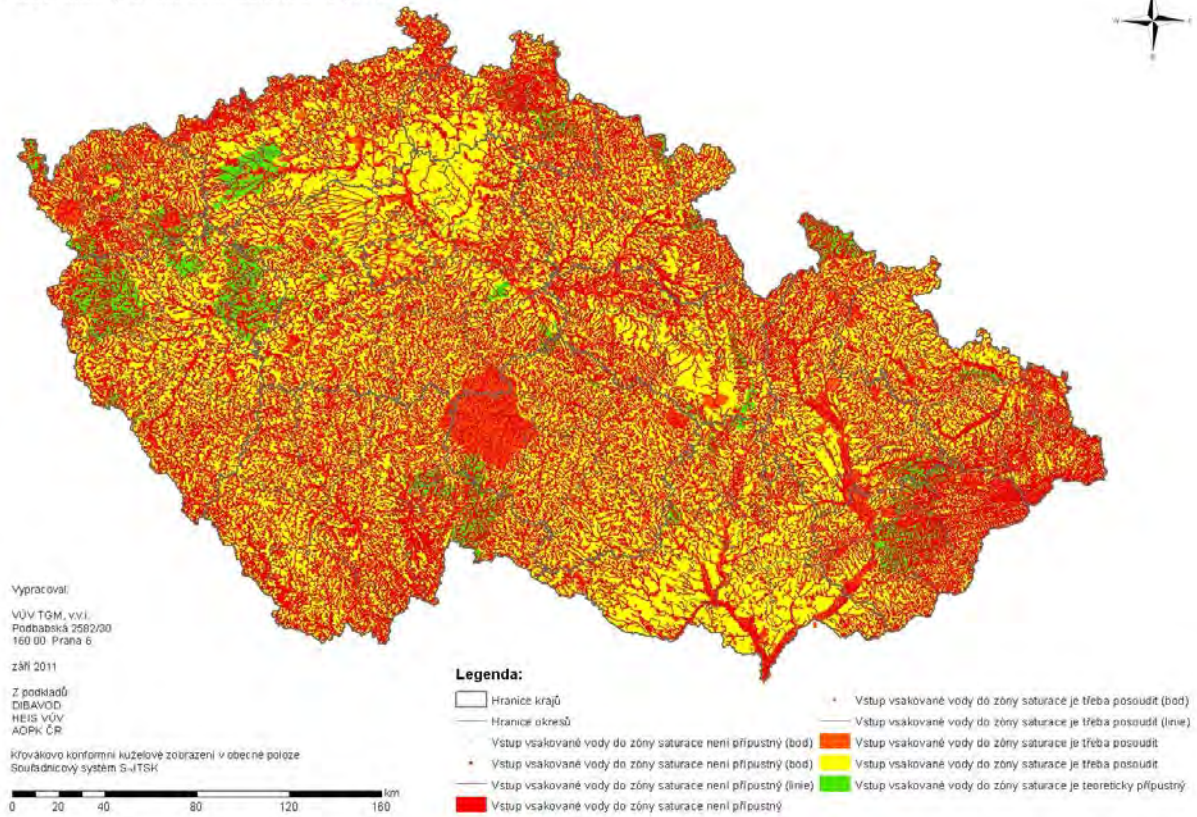 W E
S
Vypracoval:
VÚV TGM, v.v.i.
Podbabská 2582/30
160 00 Praha 6
září 2011
Z podkladů
DIBAVOD
HEIS VÚV
AOPK ČR
Křovákovo konformní kuželové zobrazení v obecné poloze
Souřadnicový systém S-JTSK
km
0 20 40 80 120 160
Legenda:
Hranice krajů
Hranice okresů
Vstup vsakované vody do zóny saturace není přípustný (bod)
Vstup vsakované vody do zóny saturace není přípustný (bod)
Vstup vsakované vody do zóny saturace není přípustný (linie)
Vstup vsakované vody do zóny saturace není přípustný
Vstup vsakované vody do zóny saturace je třeba posoudit (bod)
Vstup vsakované vody do zóny saturace je třeba posoudit (linie)
Vstup vsakované vody do zóny saturace je třeba posoudit
Vstup vsakované vody do zóny saturace je třeba posoudit
Vstup vsakované vody do zóny saturace je teoreticky přípustný